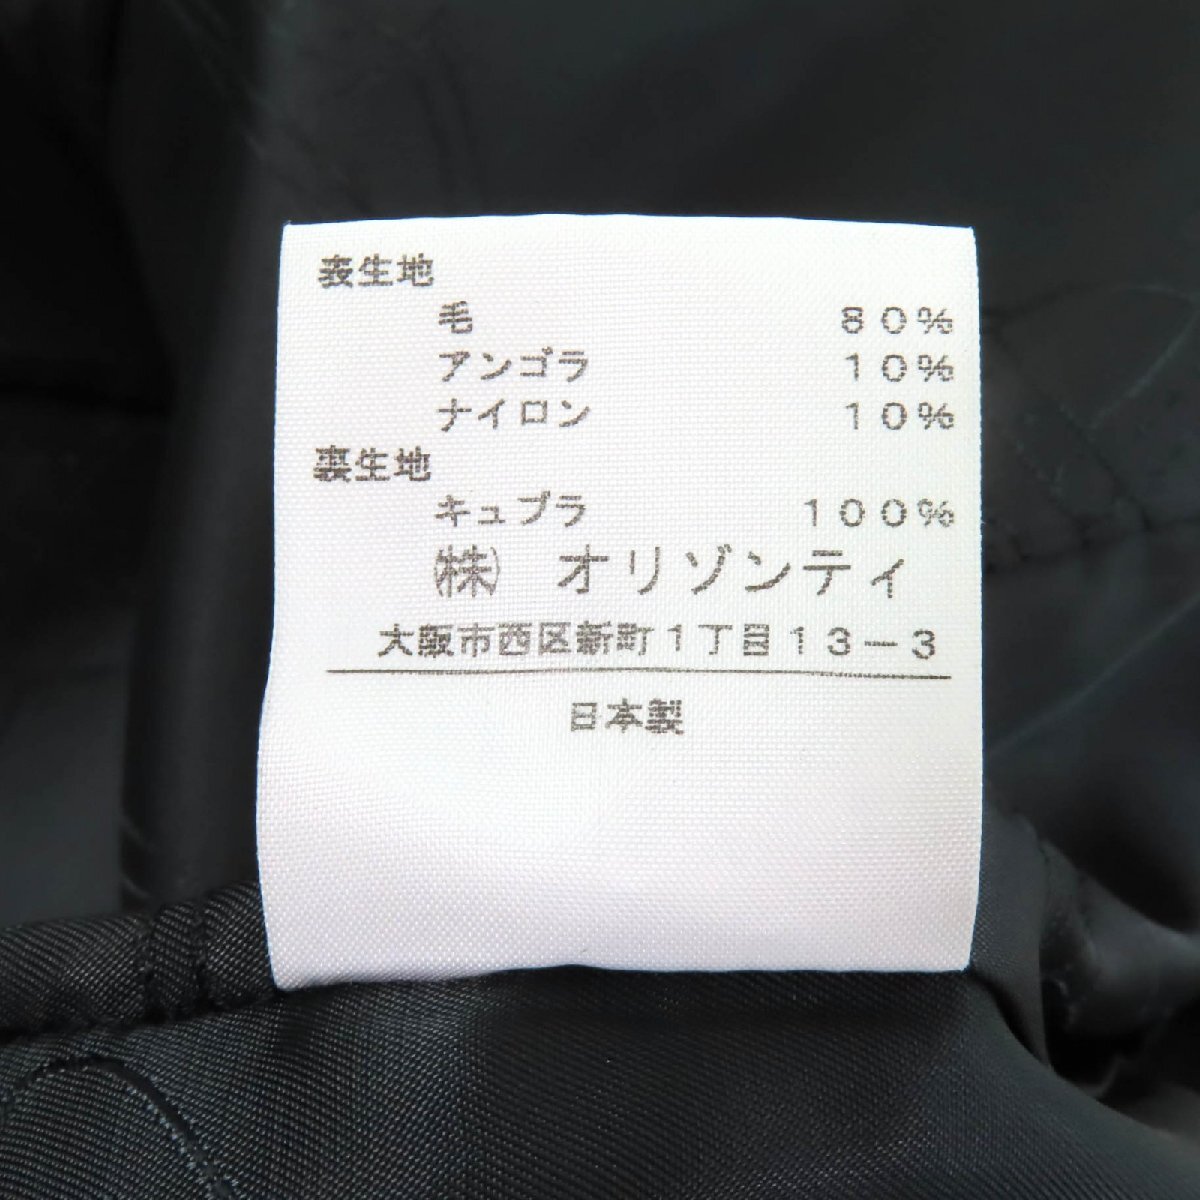 表生地
毛 80%
アンゴラ 10%
ナイロン 10%
裏生地
キュプラ 100%
㈱ オリゾンティ
大阪市西区新町1丁目13-3
日本製